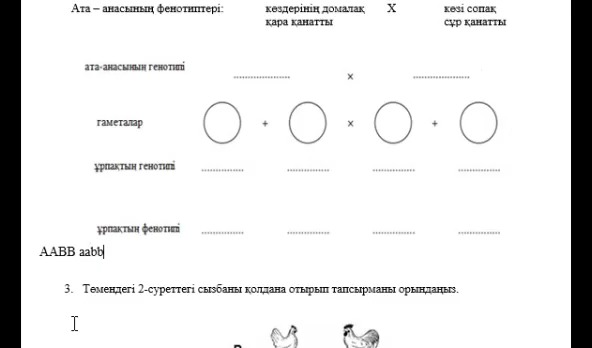 Ата – анасының фенотиптері: көздерінің домалақ X көзі сопақ
қара қанатты сұр қанатты
ата-анасының генотипі .................... x ....................
гаметалар + x +
ұрпақтың генотипі ............... ............... ............... ...............
ұрпақтың фенотипі ............... ............... ............... ...............
AABB aabb
3. Төмендегі 2-суреттегі сызбаны қолдана отырып тапсырманы орындаңыз.